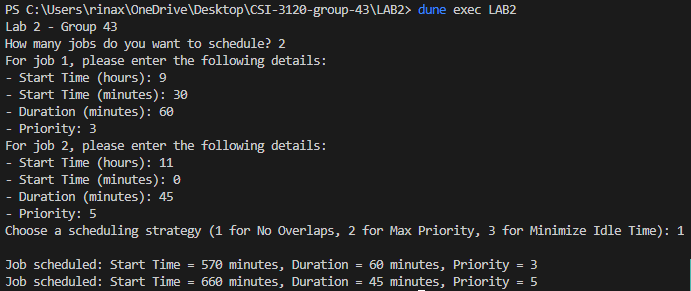 PS C:\Users\rinax\OneDrive\Desktop\CSI-3120-group-43\LAB2> dune exec LAB2
Lab 2 - Group 43
How many jobs do you want to schedule? 2
For job 1, please enter the following details:
- Start Time (hours): 9
- Start Time (minutes): 30
- Duration (minutes): 60
- Priority: 3
For job 2, please enter the following details:
- Start Time (hours): 11
- Start Time (minutes): 0
- Duration (minutes): 45
- Priority: 5
Choose a scheduling strategy (1 for No Overlaps, 2 for Max Priority, 3 for Minimize Idle Time): 1
Job scheduled: Start Time = 570 minutes, Duration = 60 minutes, Priority = 3
Job scheduled: Start Time = 660 minutes, Duration = 45 minutes, Priority = 5